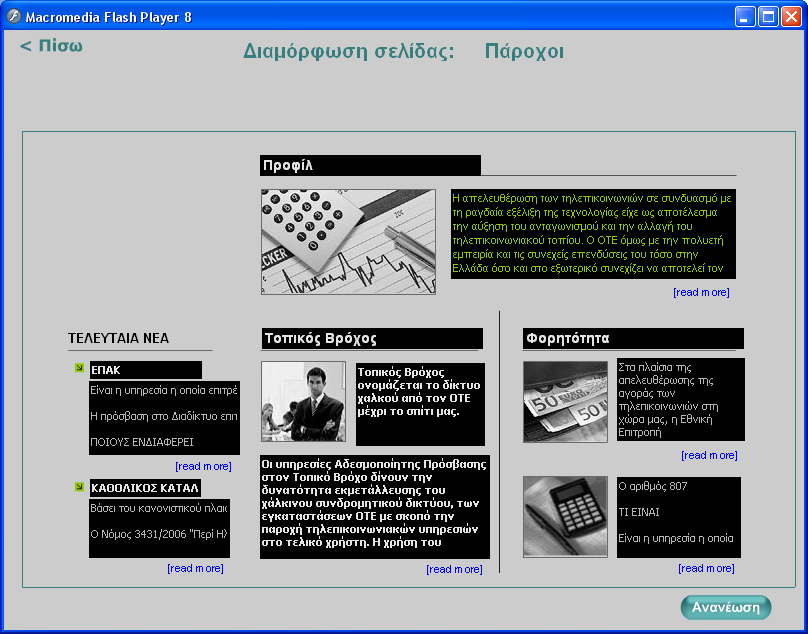 Macromedia Flash Player 8
< Πίσω
Διαμόρφωση σελίδας: Πάροχοι
Προφίλ
Η απελευθέρωση των τηλεπικοινωνιών σε συνδυασμό με
τη ραγδαία εξέλιξη της τεχνολογίας είχε ως αποτέλεσμα
την αύξηση του ανταγωνισμού και την αλλαγή του
τηλεπικοινωνιακού τοπίου. Ο ΟΤΕ όμως με την πολυετή
εμπειρία και τις συνεχείς επενδύσεις του τόσο στην
Ελλάδα όσο και στο εξωτερικό συνεχίζει να αποτελεί τον
[read more]
ΤΕΛΕΥΤΑΙΑ ΝΕΑ
ΕΠΑΚ
Είναι η υπηρεσία η οποία επιτρέ
Η πρόσβαση στο Διαδίκτυο επιτ
ΠΟΙΟΥΣ ΕΝΔΙΑΦΕΡΕΙ
[read more]
ΚΑΘΟΛΙΚΟΣ ΚΑΤΑΛ
Βάσει του κανονιστικού πλαισ
Ο Νόμος 3431/2006 "Περί Ηλ
[read more]
Τοπικός Βρόχος
Τοπικός Βρόχος
ονομάζεται το δίκτυο
χαλκού από τον ΟΤΕ
μέχρι το σπίτι μας.
Οι υπηρεσίες Αδεσμοποίητης Πρόσβασης
στον Τοπικό Βρόχο δίνουν την
δυνατότητα εκμετάλλευσης του
χάλκινου συνδρομητικού δικτύου, των
εγκαταστάσεων ΟΤΕ με σκοπό την
παροχή τηλεπικοινωνιακών υπηρεσιών
στο τελικό χρήστη. Η χρήση του
[read more]
Φορητότητα
Στα πλαίσια της
απελευθέρωσης της
αγοράς των
τηλεπικοινωνιών στη
χώρα μας, η Εθνική
Επιτροπή
[read more]
Ο αριθμός 807
ΤΙ ΕΙΝΑΙ
Είναι η υπηρεσία η οποία
[read more]
Ανανέωση